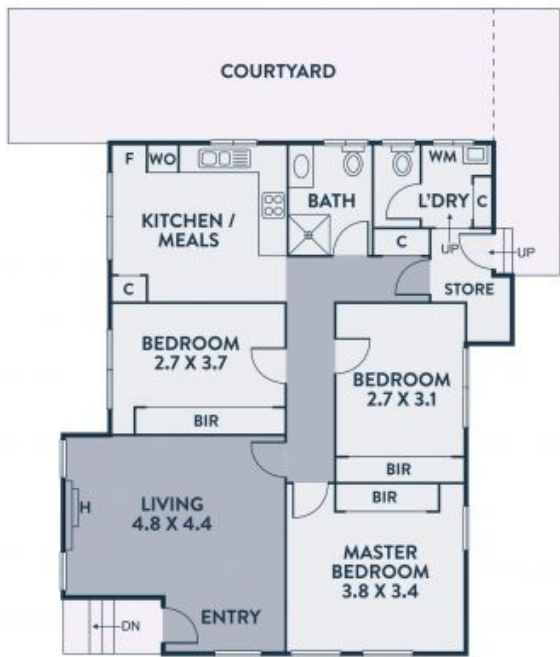 COURTYARD
F
WO
KITCHEN /
MEALS
C
BATH
WM
L'DRY
C
C
UP
UP
STORE
BEDROOM
2.7 X 3.7
BIR
BEDROOM
2.7 X 3.1
BIR
H
LIVING
4.8 X 4.4
BIR
MASTER
BEDROOM
3.8 X 3.4
ENTRY
DN